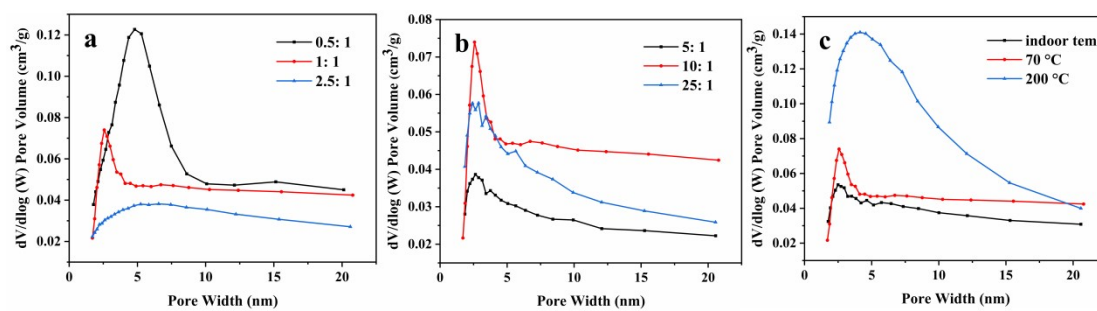 a
0.5: 1
1: 1
2.5: 1
dV/dlog (W) Pore Volume (cm³/g)
0.12
0.10
0.08
0.06
0.04
0.02
0 5 10 15 20
Pore Width (nm)
b
5: 1
10: 1
25: 1
dV/dlog (W) Pore Volume (cm³/g)
0.08
0.07
0.06
0.05
0.04
0.03
0.02
0 5 10 15 20
Pore Width (nm)
c
indoor tem
70 °C
200 °C
dV/dlog (W) Pore Volume (cm³/g)
0.14
0.12
0.10
0.08
0.06
0.04
0.02
0 5 10 15 20
Pore Width (nm)